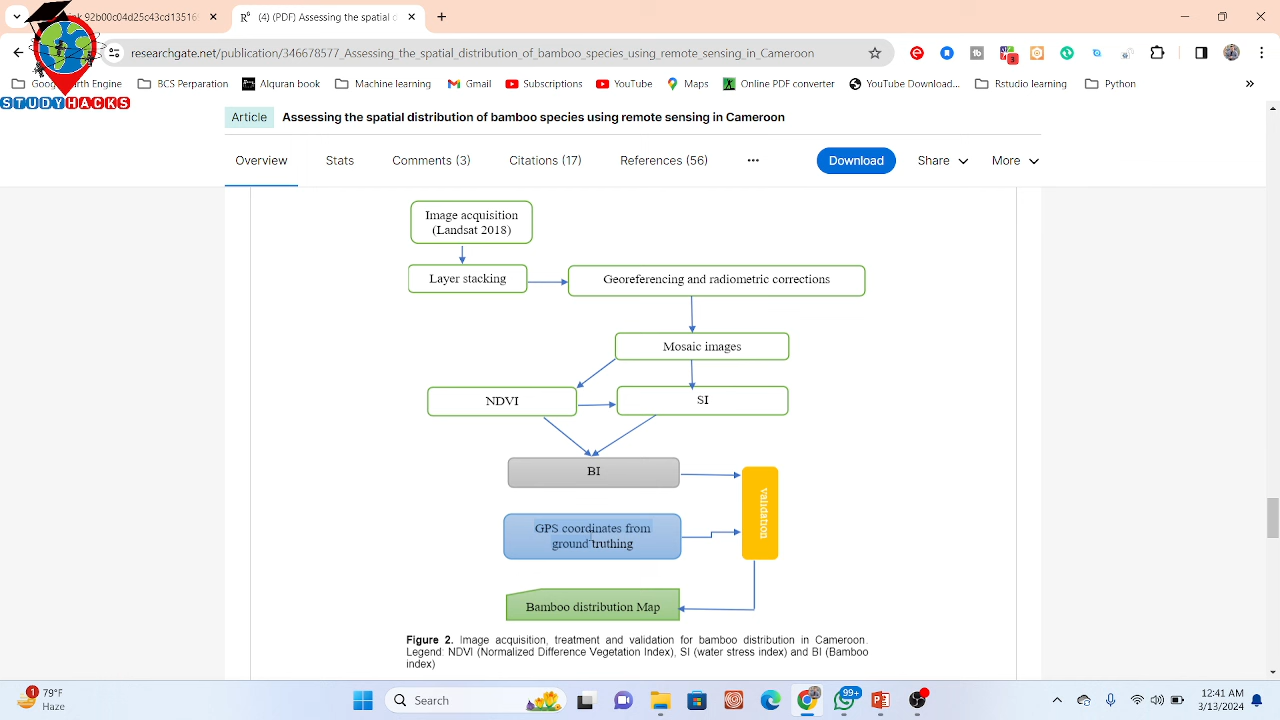 (4) (PDF) Assessing the spatial d
researchgate.net/publication/346678577_Assessing_the_spatial_distribution_of_bamboo_species_using_remote_sensing_in_Cameroon
BCS Perparation
Alquran book
Machine learning
Gmail
Subscriptions
YouTube
Maps
Online PDF converter
YouTube Download...
Rstudio learning
Python
»
STUDYHACKS
Article
Assessing the spatial distribution of bamboo species using remote sensing in Cameroon
Overview
Stats
Comments (3)
Citations (17)
References (56)
Download
Share
More
Image acquisition
(Landsat 2018)
Layer stacking
Georeferencing and radiometric corrections
Mosaic images
NDVI
SI
BI
validation
GPS coordinates from
ground truthing
Bamboo distribution Map
Figure 2. Image acquisition, treatment and validation for bamboo distribution in Cameroon.
Legend: NDVI (Normalized Difference Vegetation Index), SI (water stress index) and BI (Bamboo
index)
1
79°F
Haze
Search
99+
12:41 AM
3/13/2024